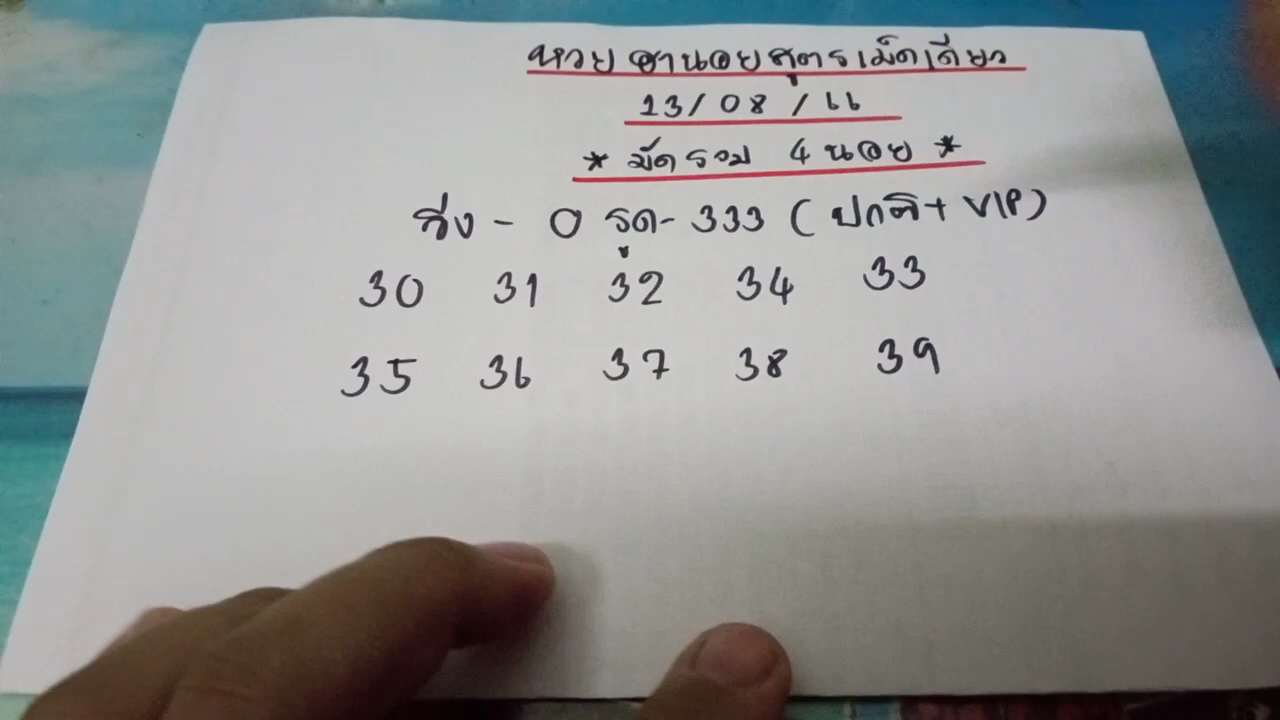 หวยฮานอยสูตรเม็ดเดียว
13/08/66
*มัดรวม 4 นอย*
วิ่ง - 0 รูด - 333 (ปกติ + VIP)
30 31 32 34 33
35 36 37 38 39